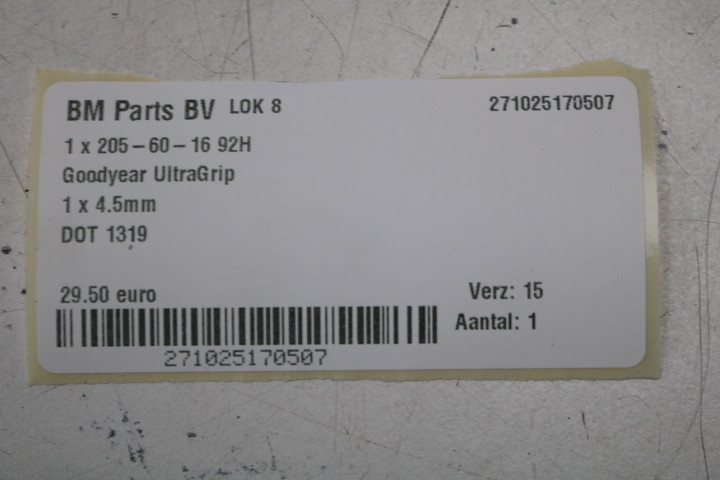 BM Parts BV LOK 8 271025170507
1 x 205-60-16 92H
Goodyear UltraGrip
1 x 4.5mm
DOT 1319
29.50 euro Verz: 15
Aantal: 1
271025170507